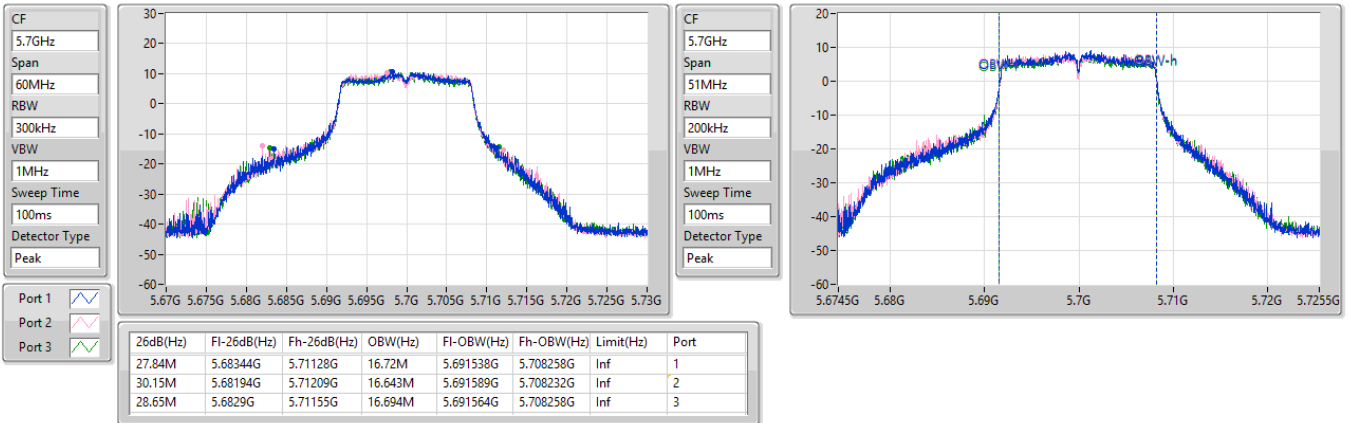 CF
5.7GHz
Span
60MHz
RBW
300kHz
VBW
1MHz
Sweep Time
100ms
Detector Type
Peak
30
20
10
0
-10
-20
-30
-40
-50
-60
5.67G 5.675G 5.68G 5.685G 5.69G 5.695G 5.7G 5.705G 5.71G 5.715G 5.72G 5.725G 5.73G
CF
5.7GHz
Span
51MHz
RBW
200kHz
VBW
1MHz
Sweep Time
100ms
Detector Type
Peak
20
10
0
-10
-20
-30
-40
-50
-60
OBW-h
5.6745G 5.68G 5.69G 5.7G 5.71G 5.72G 5.7255G
Port 1
Port 2
Port 3
26dB(Hz) Fl-26dB(Hz) Fh-26dB(Hz) OBW(Hz) Fl-OBW(Hz) Fh-OBW(Hz) Limit(Hz) Port
27.84M 5.68344G 5.71128G 16.72M 5.691538G 5.708258G Inf 1
30.15M 5.68194G 5.71209G 16.643M 5.691589G 5.708232G Inf 2
28.65M 5.6829G 5.71155G 16.694M 5.691564G 5.708258G Inf 3